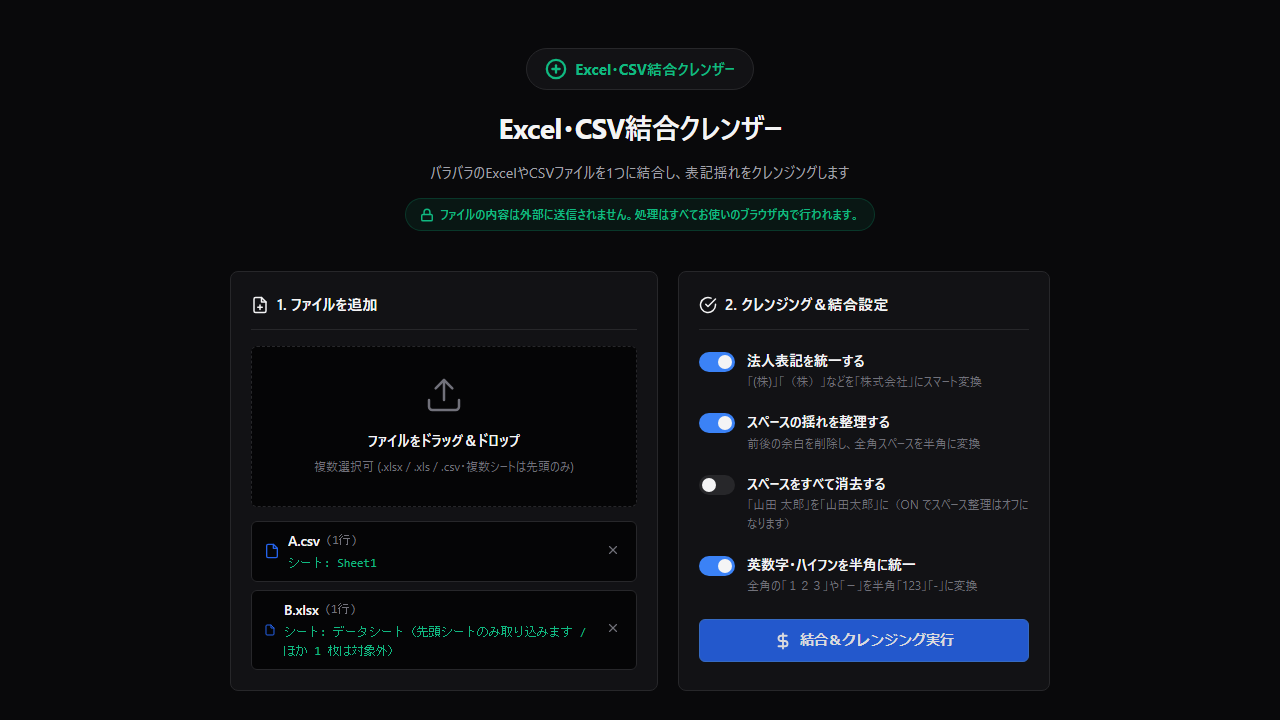 Excel･CSV結合クレンザー
Excel･CSV結合クレンザー
バラバラのExcelやCSVファイルを1つに結合し、表記揺れをクレンジングします
ファイルの内容は外部に送信されません。処理はすべてお使いのブラウザ内で行われます。
1. ファイルを追加
ファイルをドラッグ＆ドロップ
複数選択可 (.xlsx / .xls / .csv･複数シートは先頭のみ)
A.csv（1行）
シート: Sheet1
B.xlsx（1行）
シート: データシート（先頭シートのみ取り込みます /
ほか 1 枚は対象外）
2. クレンジング＆結合設定
法人表記を統一する
「(株)」「（株）」などを「株式会社」にスマート変換
スペースの揺れを整理する
前後の余白を削除し、全角スペースを半角に変換
スペースをすべて消去する
「山田 太郎」を「山田太郎」に（ON でスペース整理はオフに
なります）
英数字･ハイフンを半角に統一
全角の「１２３」や「－」を半角「123」「-」に変換
結合＆クレンジング実行